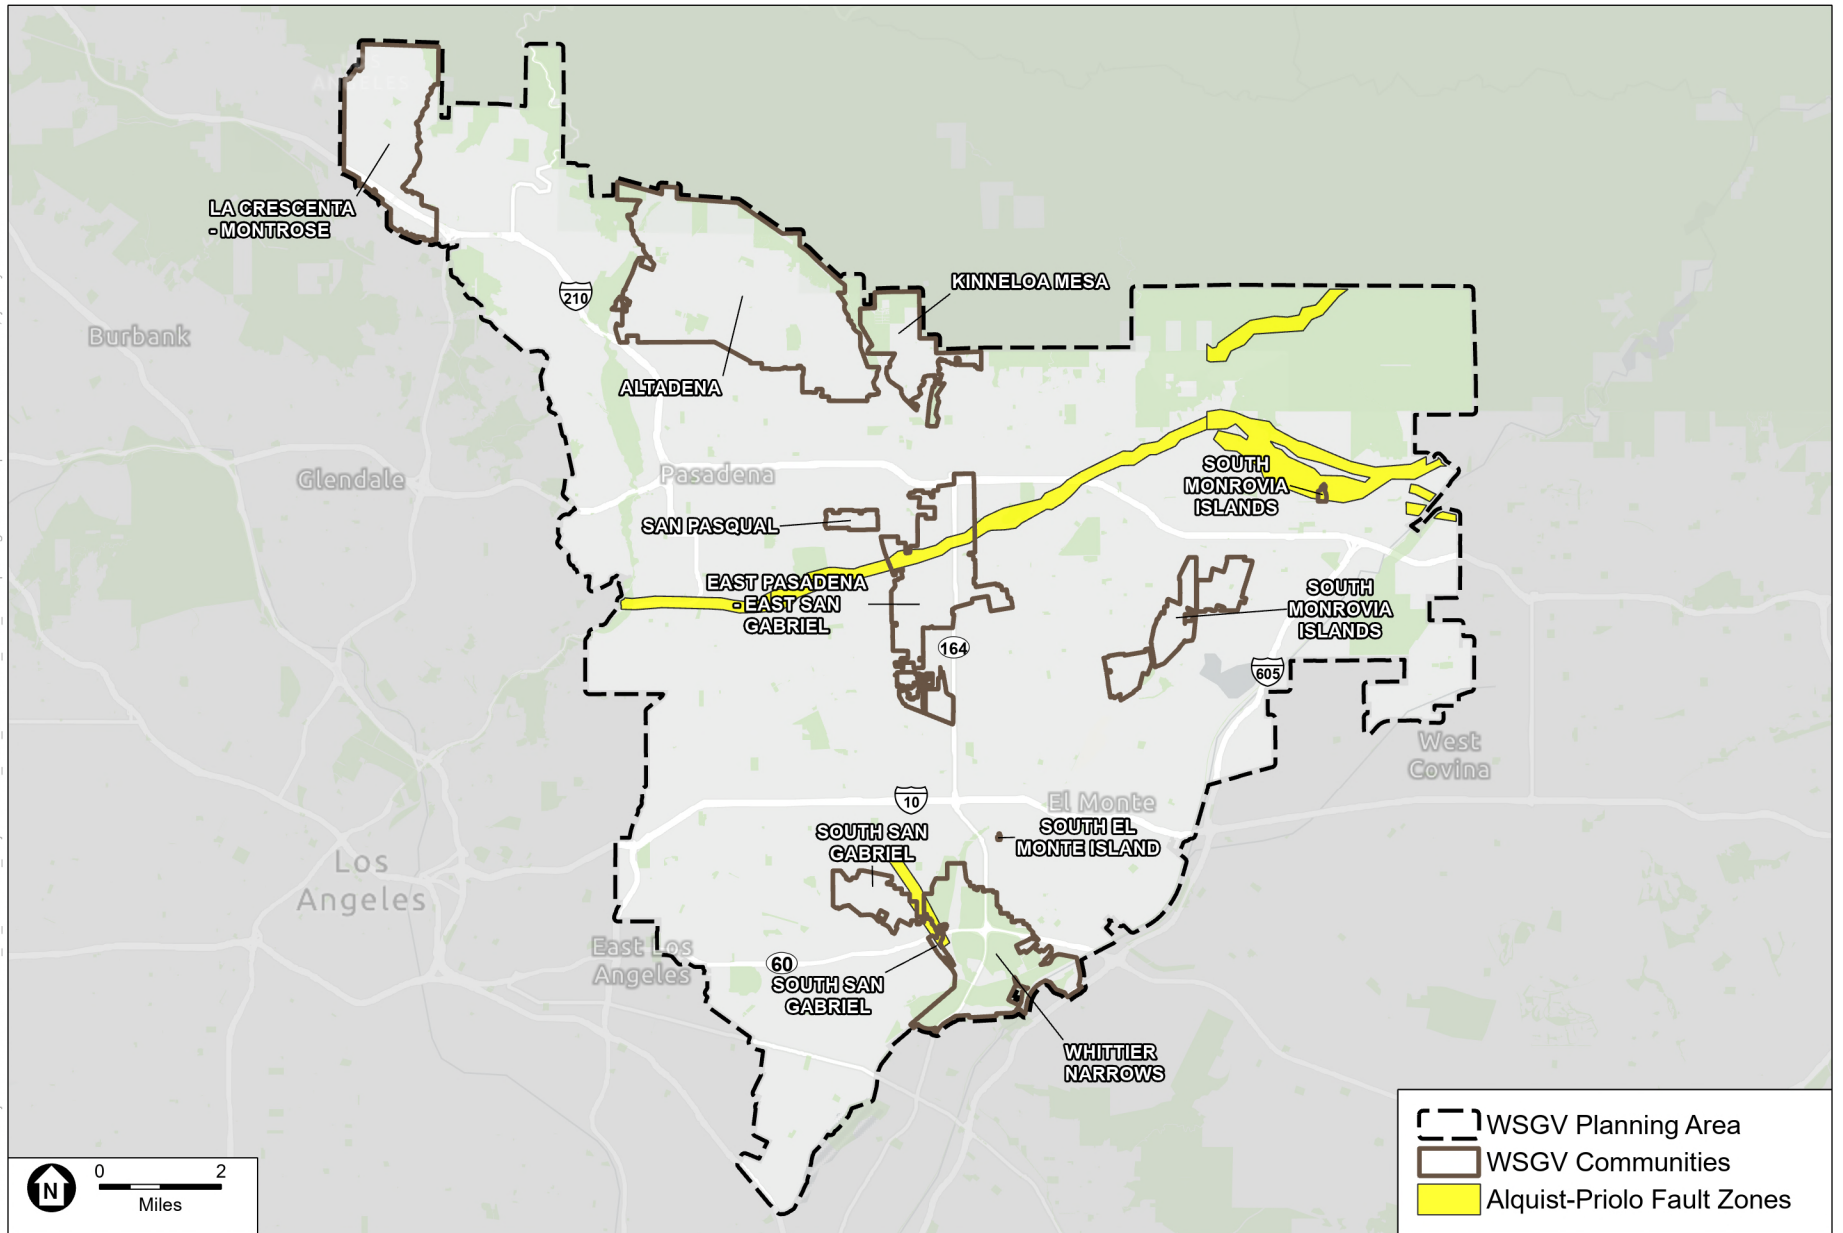 LOS
ANGELES
LA CRESCENTA
- MONTROSE
210
KINNELOA MESA
Burbank
ALTADENA
Glendale
Pasadena
SOUTH
MONROVIA
ISLANDS
SAN PASQUAL
EAST PASADENA
- EAST SAN
GABRIEL
SOUTH
MONROVIA
ISLANDS
164
605
West
Covina
10
El Monte
SOUTH SAN
GABRIEL
SOUTH EL
MONTE ISLAND
Los
Angeles
East Los
Angeles
60
SOUTH SAN
GABRIEL
WHITTIER
NARROWS
WSGV Planning Area
WSGV Communities
Alquist-Priolo Fault Zones
N
0 2
Miles